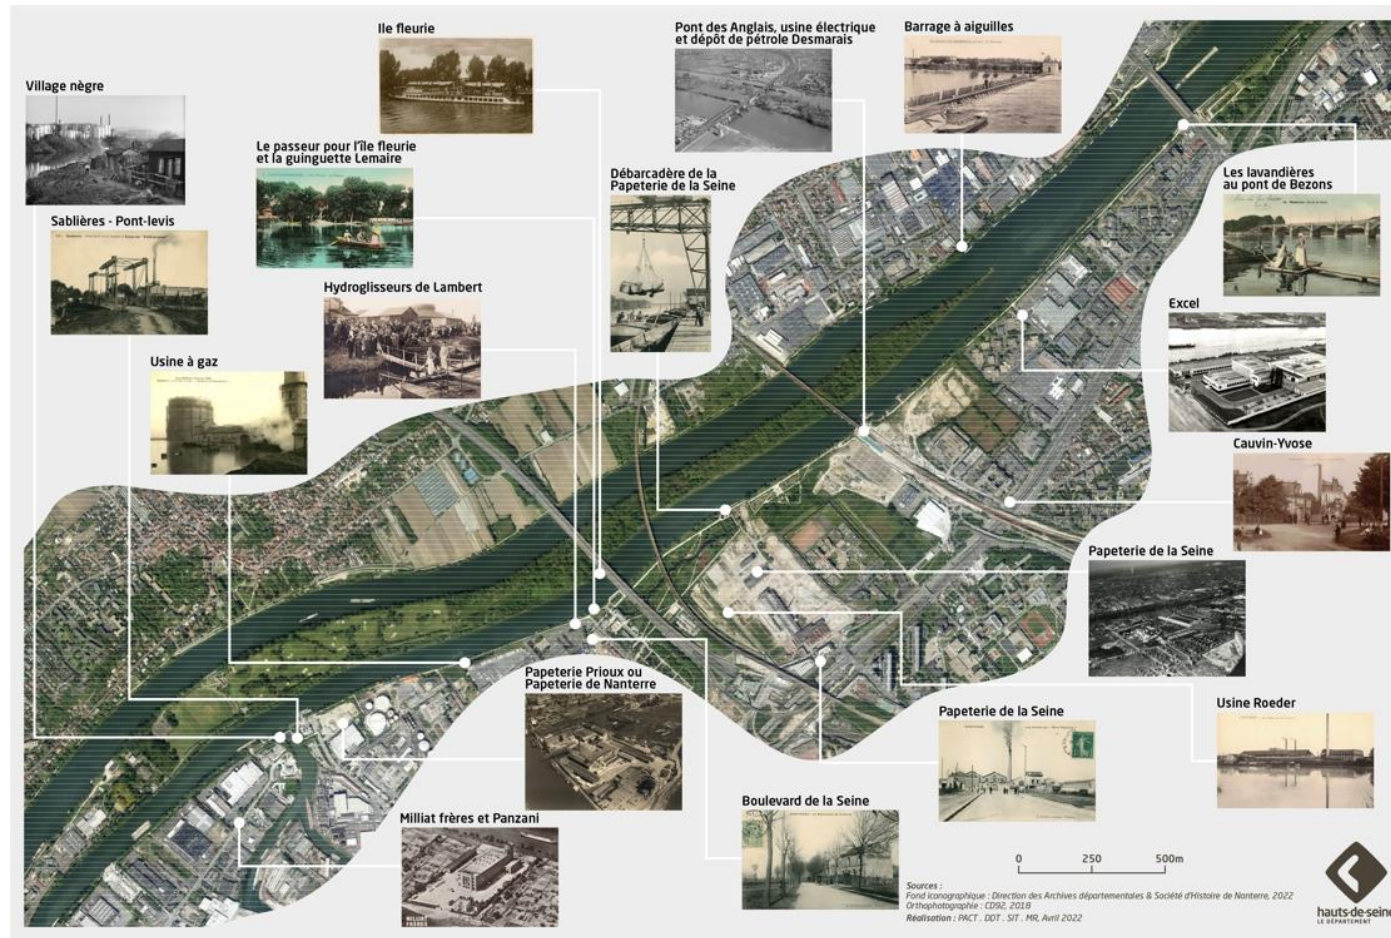 Ile fleurie
Pont des Anglais, usine électrique
et dépôt de pétrole Desmarais
Barrage à aiguilles
Village nègre
Le passeur pour l'île fleurie
et la guinguette Lemaire
Débarcadère de la
Papeterie de la Seine
Les lavandières
au pont de Bezons
Sablières - Pont-levis
Hydroglisseurs de Lambert
Excel
Usine à gaz
Cauvin-Yvose
Papeterie de la Seine
Papeterie Prioux ou
Papeterie de Nanterre
Papeterie de la Seine
Usine Roeder
Boulevard de la Seine
Milliat frères et Panzani
MILLIAT
FRÈRES
0 250 500m
Sources :
Fond iconographique : Direction des Archives départementales & Société d'Histoire de Nanterre, 2022
Orthophotographie : CD92, 2018
Réalisation : PACT . DDT . SIT . MR, Avril 2022
hauts-de-seine
LE DÉPARTEMENT